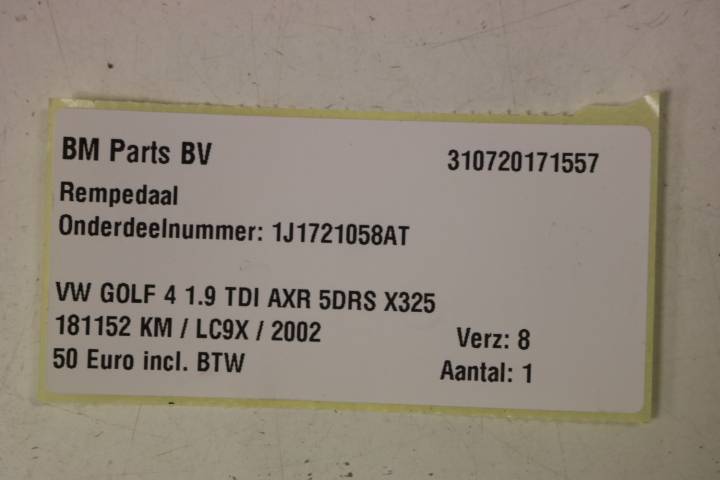 BM Parts BV 310720171557
Rempedaal
Onderdeelnummer: 1J1721058AT
VW GOLF 4 1.9 TDI AXR 5DRS X325
181152 KM / LC9X / 2002 Verz: 8
50 Euro incl. BTW Aantal: 1